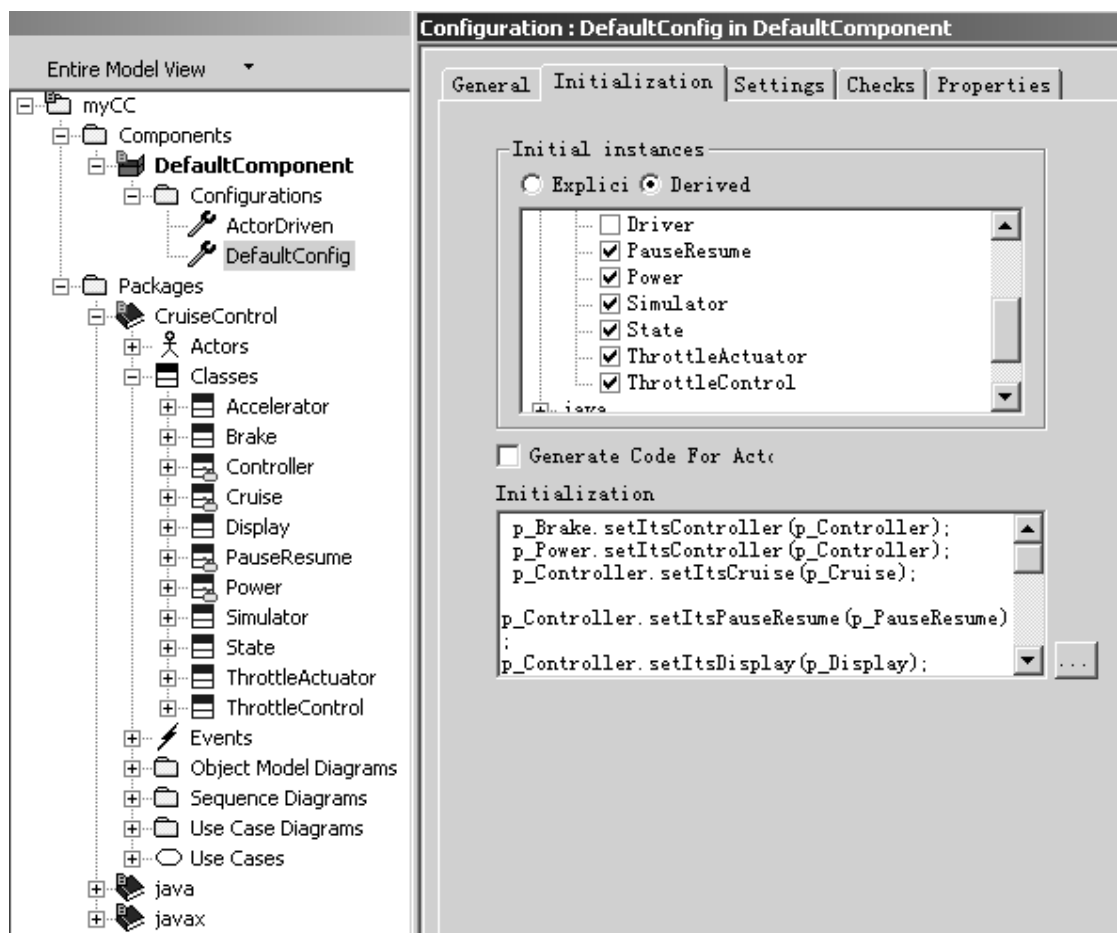 Entire Model View
myCC
Components
DefaultComponent
Configurations
ActorDriven
DefaultConfig
Packages
CruiseControl
Actors
Classes
Accelerator
Brake
Controller
Cruise
Display
PauseResume
Power
Simulator
State
ThrottleActuator
ThrottleControl
Events
Object Model Diagrams
Sequence Diagrams
Use Case Diagrams
Use Cases
java
javax
Configuration : DefaultConfig in DefaultComponent
General Initialization Settings Checks Properties
Initial instances
Explici Derived
Driver
PauseResume
Power
Simulator
State
ThrottleActuator
ThrottleControl
java
Generate Code For Acto
Initialization
p_Brake.setItsController(p_Controller);
p_Power.setItsController(p_Controller);
p_Controller.setItsCruise(p_Cruise);
p_Controller.setItsPauseResume(p_PauseResume)
;
p_Controller.setItsDisplay(p_Display);
...